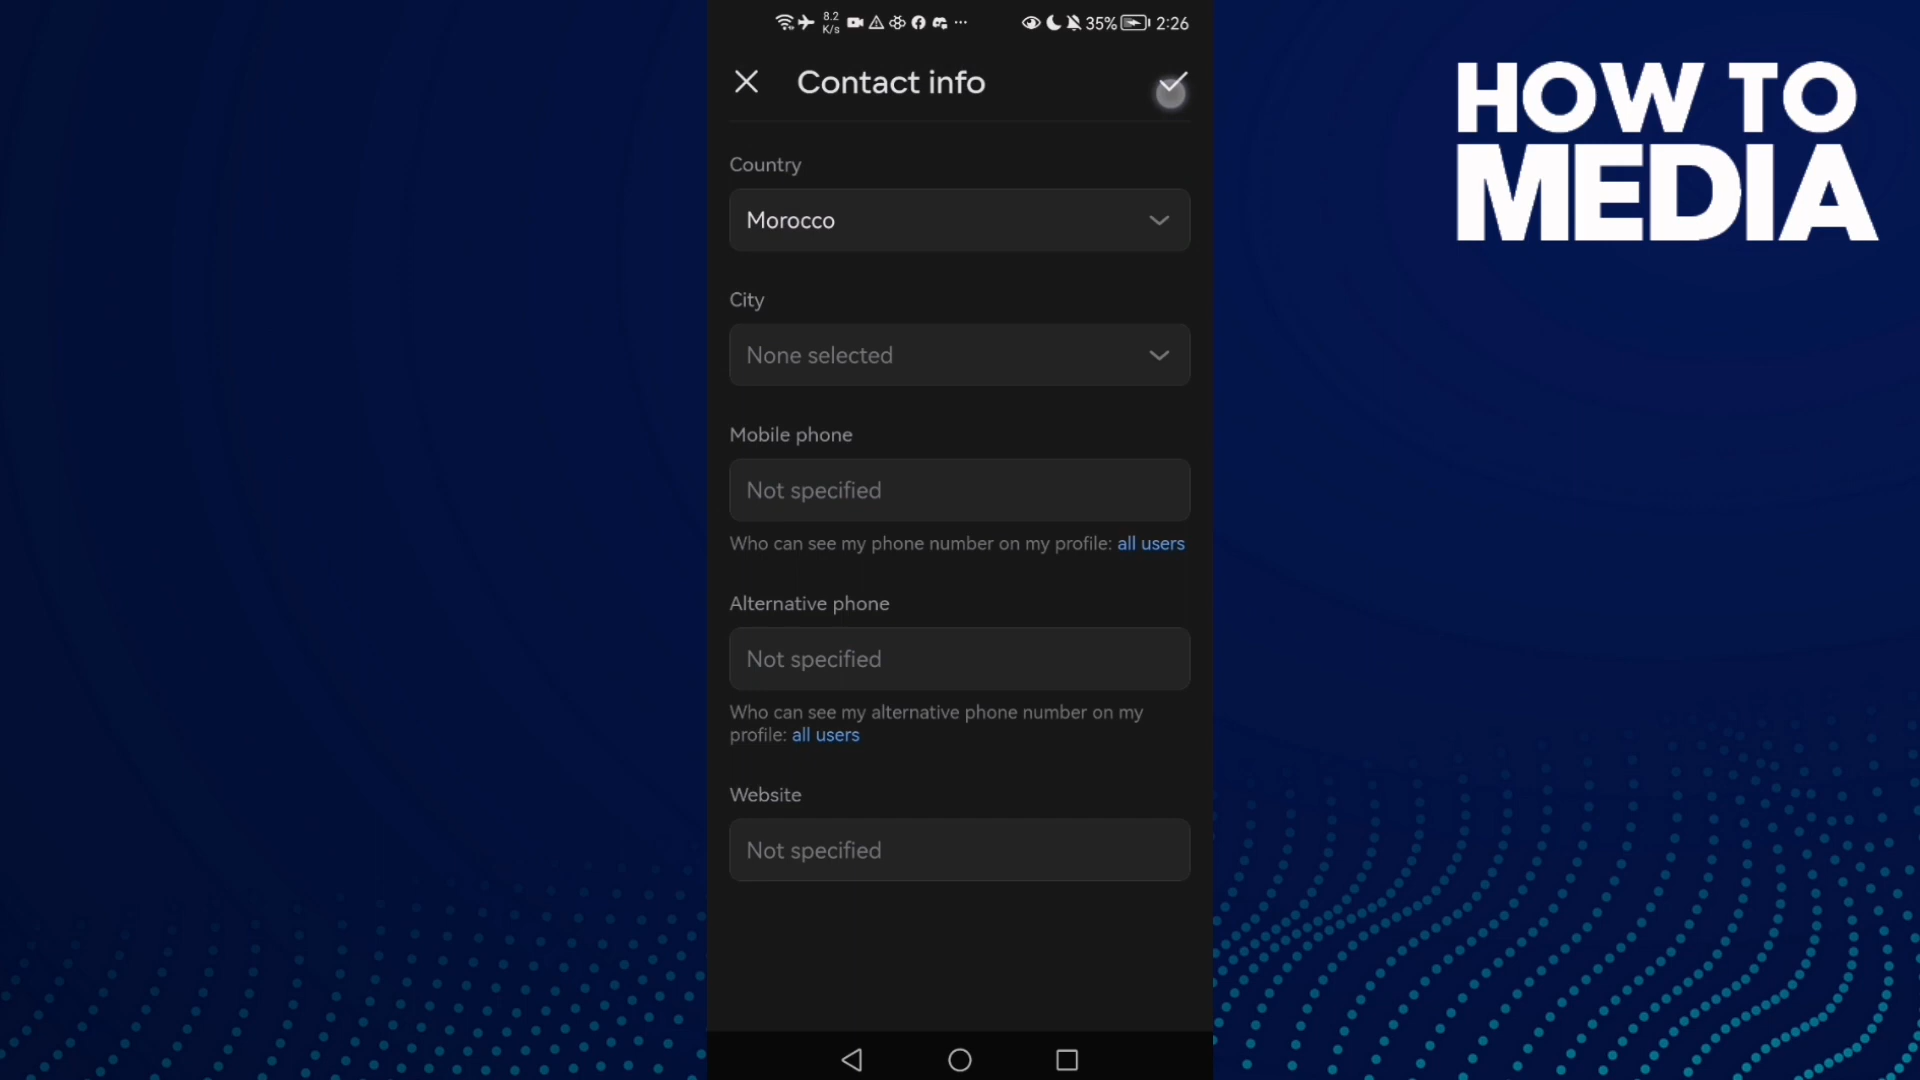 8.2
K/s
35%
2:26
Contact info
HOW TO
MEDIA
Country
Morocco
City
None selected
Mobile phone
Not specified
Who can see my phone number on my profile: all users
Alternative phone
Not specified
Who can see my alternative phone number on my
profile: all users
Website
Not specified